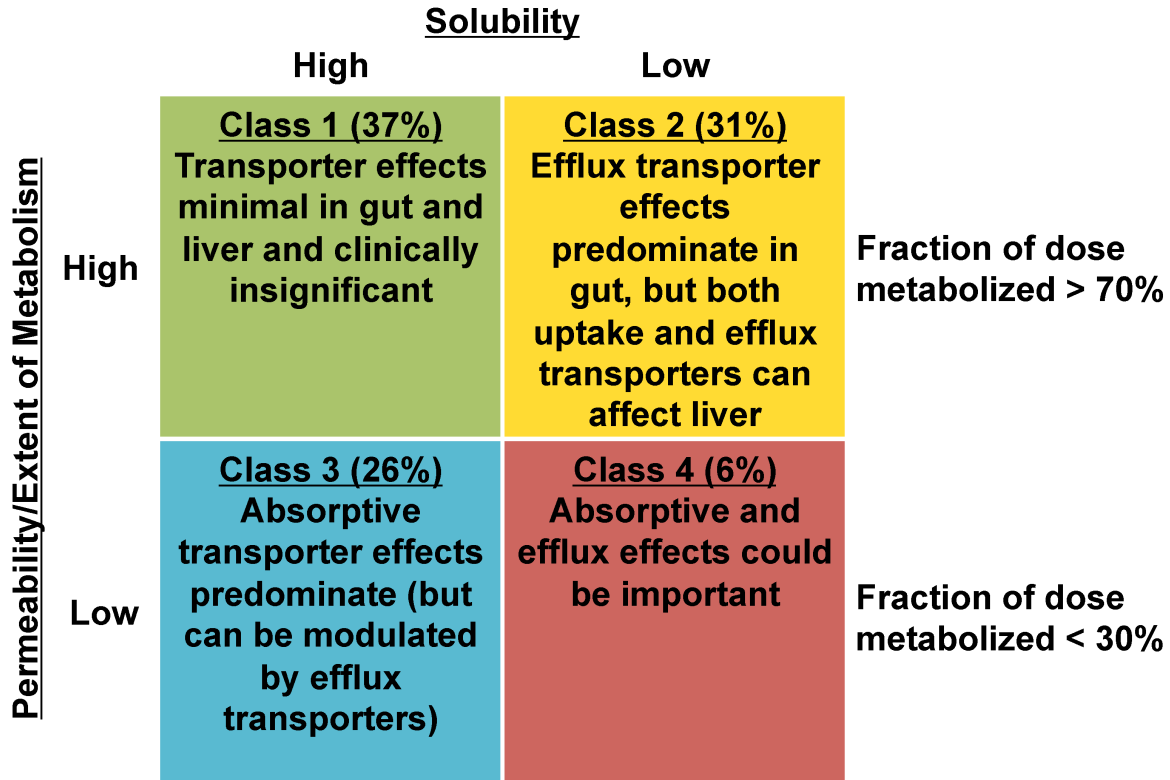 Solubility
High
Low
Permeability/Extent of Metabolism
High
Class 1 (37%)
Transporter effects
minimal in gut and
liver and clinically
insignificant
Class 2 (31%)
Efflux transporter
effects
predominate in
gut, but both
uptake and efflux
transporters can
affect liver
Fraction of dose
metabolized > 70%
Low
Class 3 (26%)
Absorptive
transporter effects
predominate (but
can be modulated
by efflux
transporters)
Class 4 (6%)
Absorptive and
efflux effects could
be important
Fraction of dose
metabolized < 30%